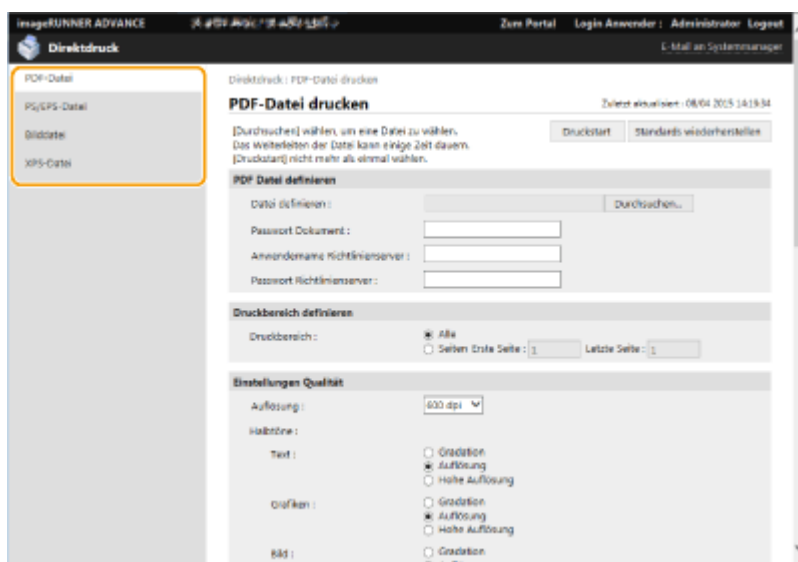 imageRUNNER ADVANCE
Zum Portal Login Anwender : Administrator Logout
Direktdruck
E-Mail an Systemmanager
PDF-Datei
PS/EPS-Datei
Bilddatei
XPS-Datei
Direktdruck : PDF-Datei drucken
PDF-Datei drucken
Zuletzt aktualisiert : 08/04 2015 14:19:34
[Durchsuchen] wählen, um eine Datei zu wählen.
Das Weiterleiten der Datei kann einige Zeit dauern.
[Druckstart] nicht mehr als einmal wählen.
Druckstart Standards wiederherstellen
PDF Datei definieren
Datei definieren : Durchsuchen...
Passwort Dokument :
Anwendername Richtlinienserver :
Passwort Richtlinienserver :
Druckbereich definieren
Druckbereich : Alle
Seiten Erste Seite : 1 Letzte Seite : 1
Einstellungen Qualität
Auflösung : 600 dpi
Halbtöne :
Text : Gradation
Auflösung
Hohe Auflösung
Grafiken : Gradation
Auflösung
Hohe Auflösung
Bild : Gradation